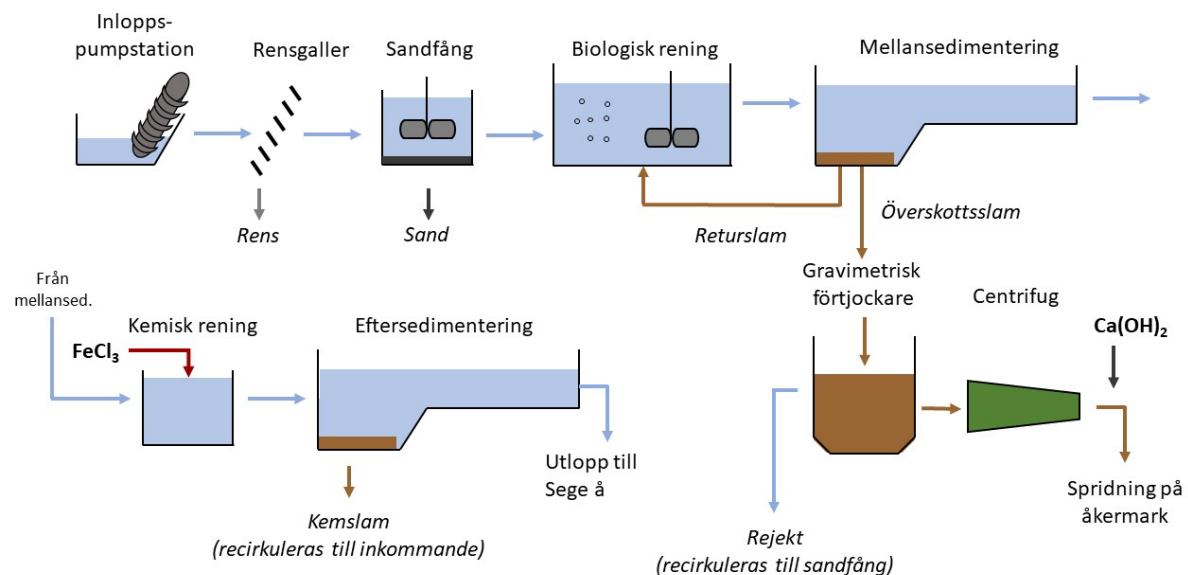 Inlopps-
pumpstation
Rensgaller
Sandfång
Biologisk rening
Mellansedimentering
Rens
Sand
Returslam
Överskottsslam
Från
mellansed.
Kemisk rening
FeCl₃
Eftersedimentering
Gravimetrisk
förtjockare
Centrifug
Ca(OH)₂
Utlopp till
Sege å
Kemslam
(recirkuleras till inkommande)
Rejekt
(recirkuleras till sandfång)
Spridning på
åkermark